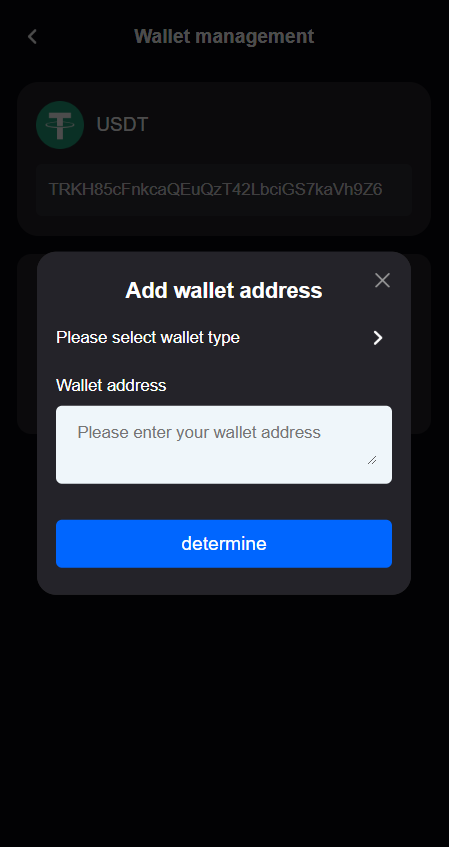 Wallet management
USDT
TRKH85cFnkcaQEuQzT42LbciGS7kaVh9Z6
Add wallet address
Please select wallet type
Wallet address
Please enter your wallet address
determine